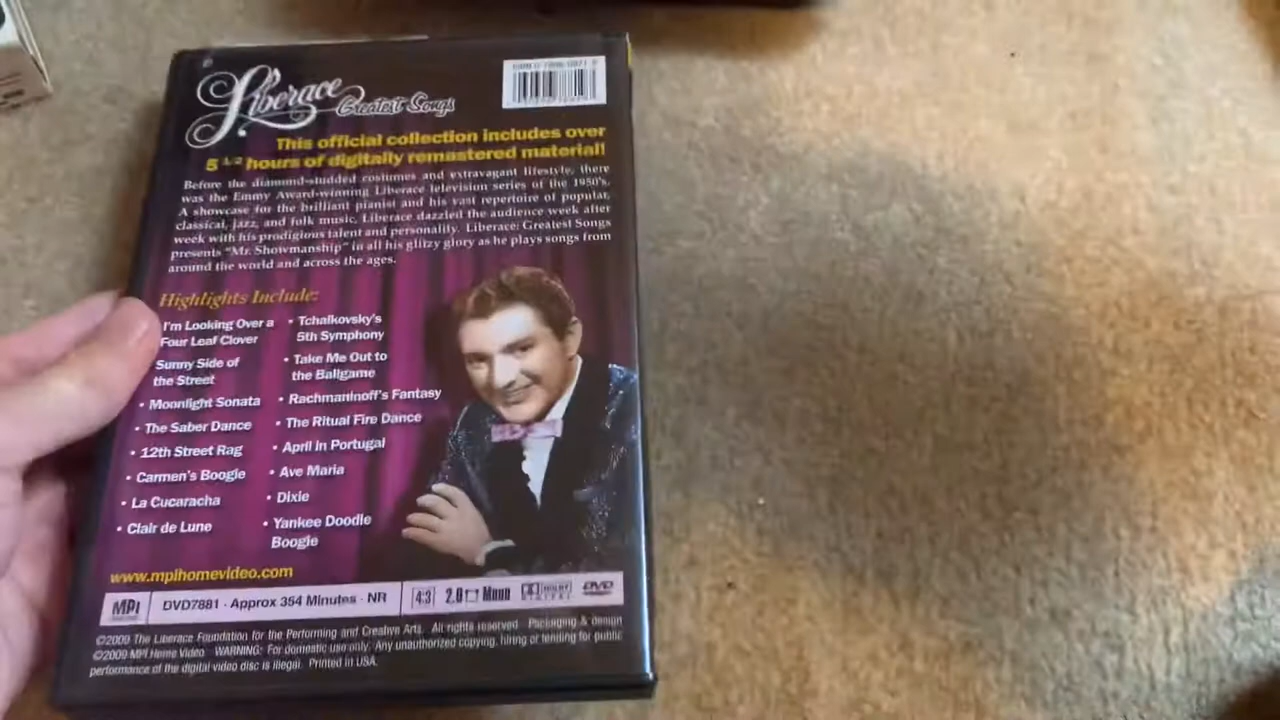 Liberace Greatest Songs
This official collection includes over
5 1/2 hours of digitally remastered material!
Before the diamond-studded costumes and extravagant lifestyle, there
was the Emmy Award-winning Liberace television series of the 1950's.
A showcase for the brilliant pianist and his vast repertoire of popular,
classical, jazz, and folk music, Liberace dazzled the audience week after
week with his prodigious talent and personality. Liberace: Greatest Songs
presents "Mr. Showmanship" in all his glitzy glory as he plays songs from
around the world and across the ages.
Highlights Include:
I'm Looking Over a
Four Leaf Clover
Sunny Side of
the Street
• Moonlight Sonata
• The Saber Dance
• 12th Street Rag
• Carmen's Boogie
• La Cucaracha
• Clair de Lune
• Tchaikovsky's
5th Symphony
• Take Me Out to
the Ballgame
• Rachmaninoff's Fantasy
• The Ritual Fire Dance
• April in Portugal
• Ave Maria
• Dixie
• Yankee Doodle
Boogie
www.mpihomevideo.com
MPI DVD7881 · Approx 354 Minutes · NR 4:3 2.0 Mono DOLBY DIGITAL DVD
©2009 The Liberace Foundation for the Performing and Creative Arts. All rights reserved. Packaging & design
©2009 MPI Home Video. WARNING: For domestic use only. Any unauthorized copying, hiring or lending for public
performance of the digital video disc is illegal. Printed in USA.